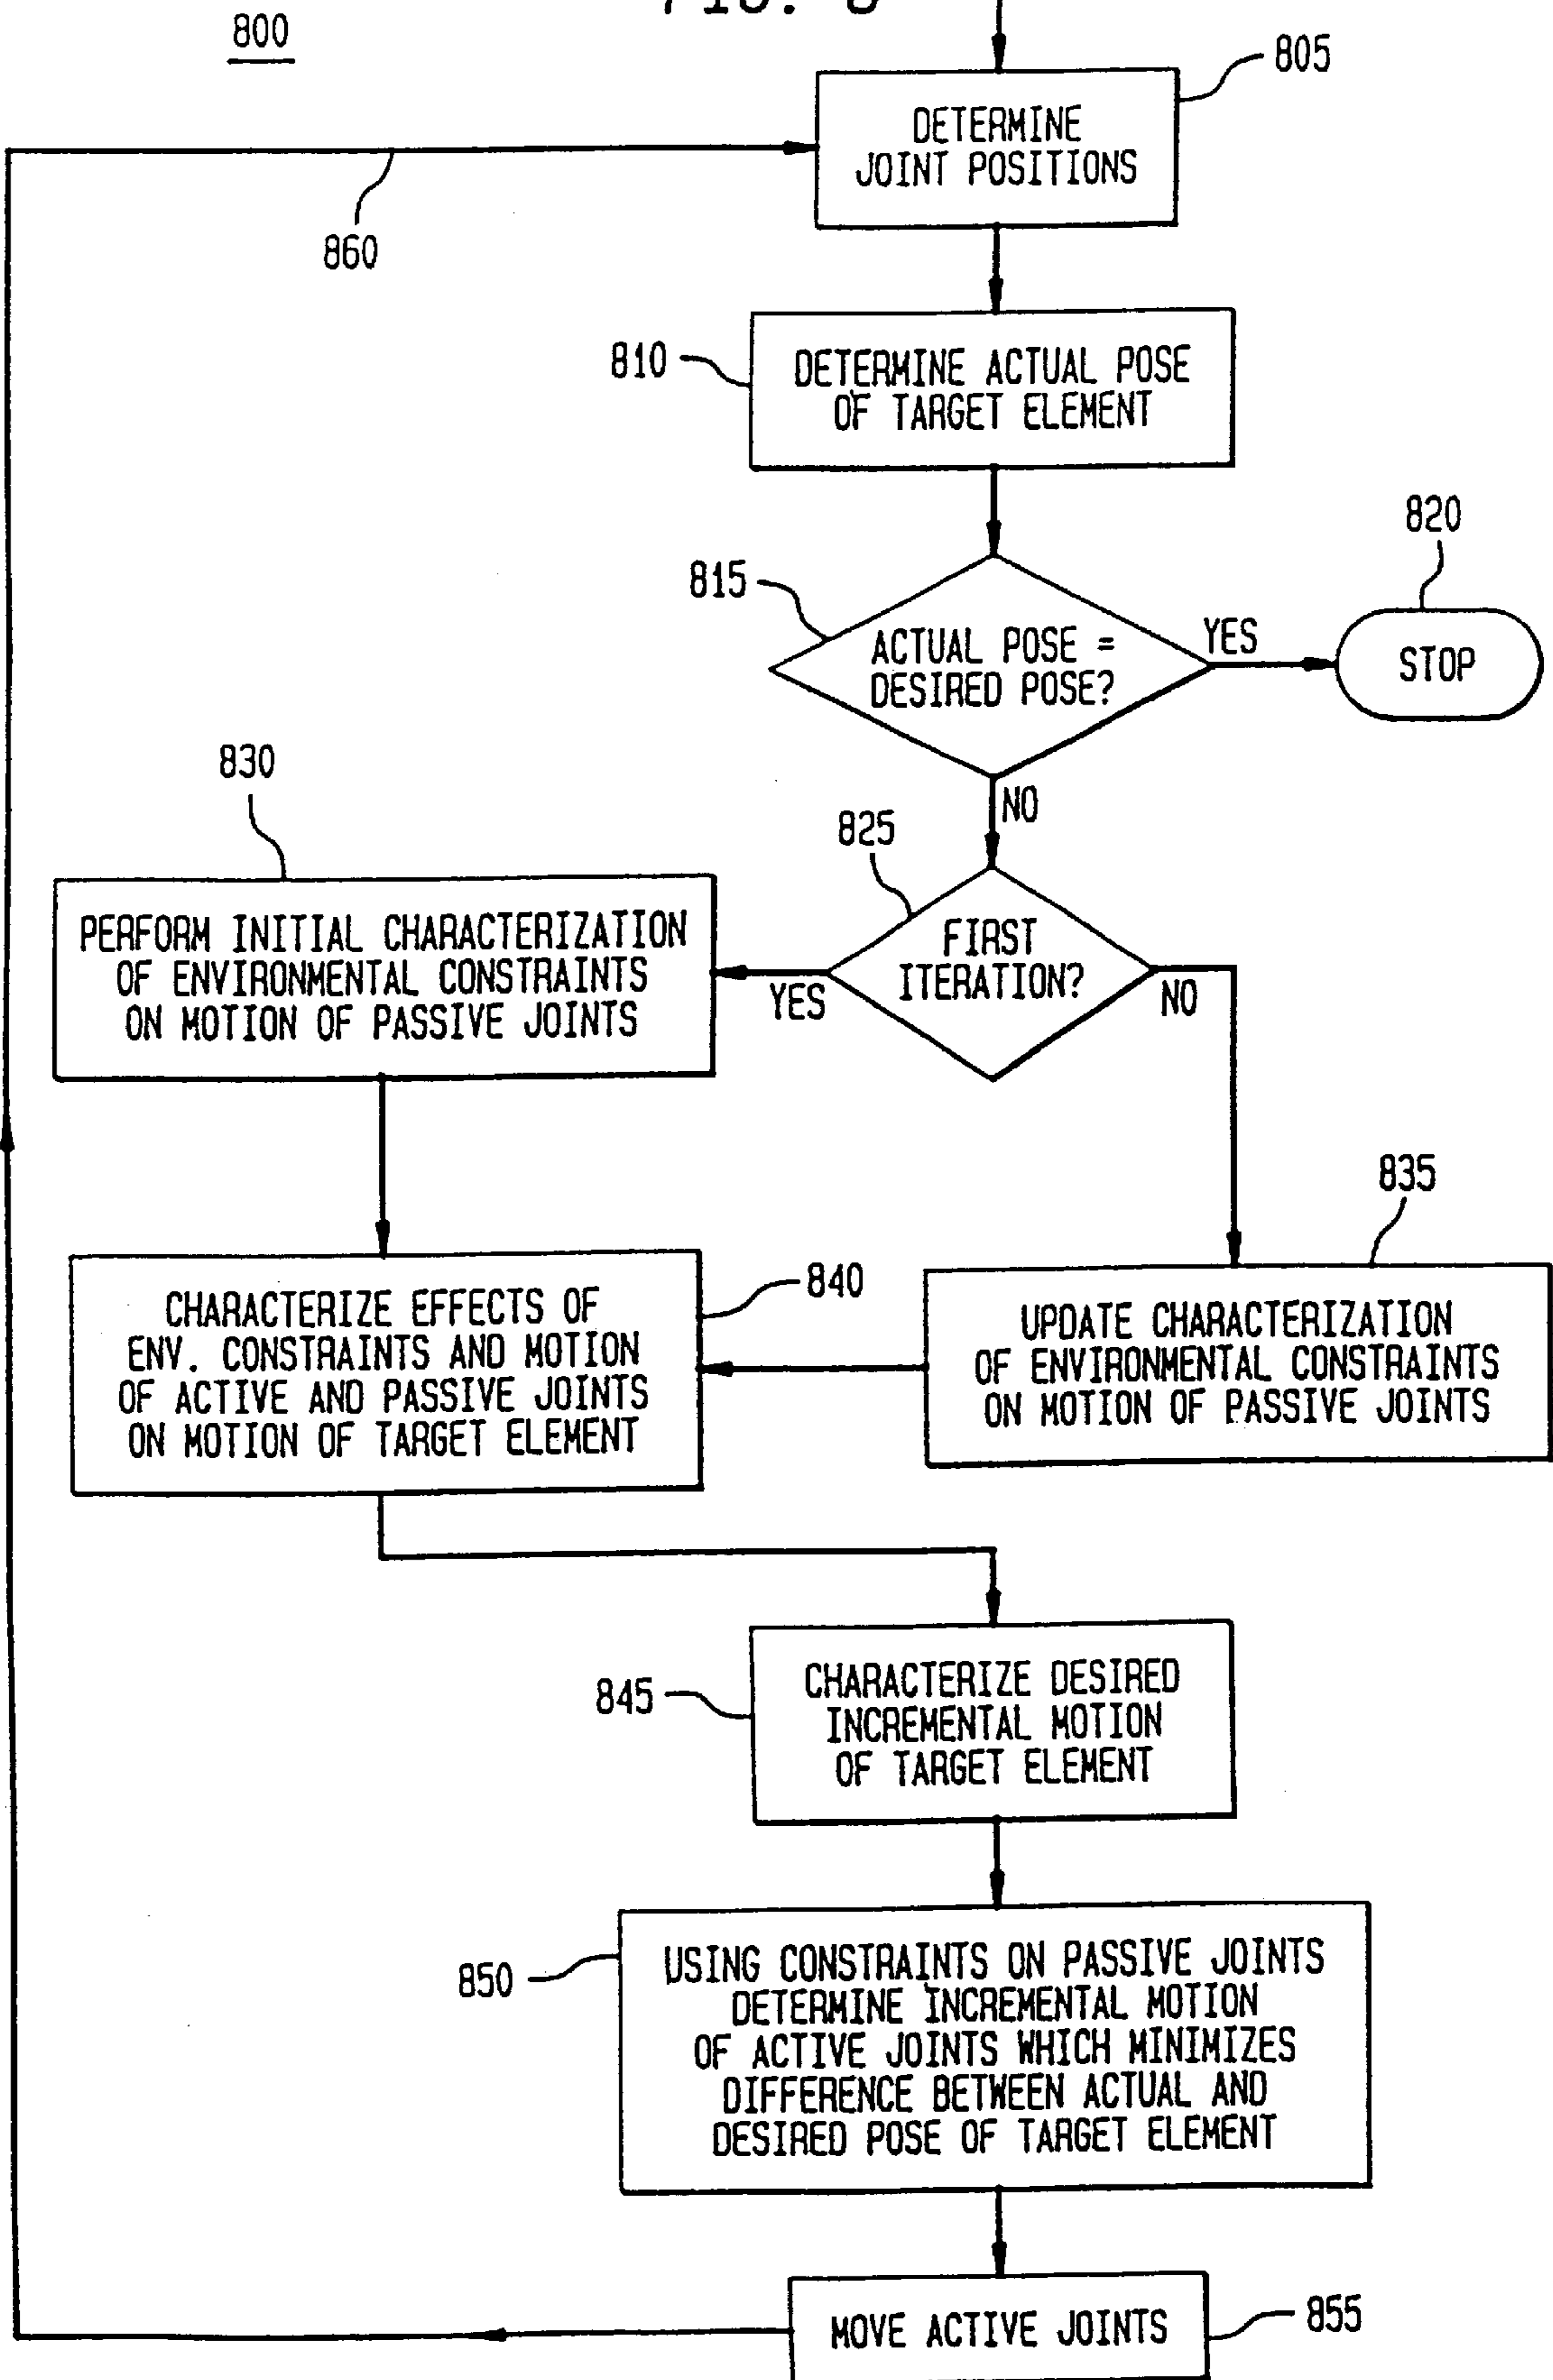 800
805
DETERMINE
JOINT POSITIONS
860
810
DETERMINE ACTUAL POSE
OF TARGET ELEMENT
820
815
ACTUAL POSE =
DESIRED POSE?
YES
STOP
830
NO
825
PERFORM INITIAL CHARACTERIZATION
OF ENVIRONMENTAL CONSTRAINTS
ON MOTION OF PASSIVE JOINTS
FIRST
ITERATION?
YES
NO
835
840
CHARACTERIZE EFFECTS OF
ENV. CONSTRAINTS AND MOTION
OF ACTIVE AND PASSIVE JOINTS
ON MOTION OF TARGET ELEMENT
UPDATE CHARACTERIZATION
OF ENVIRONMENTAL CONSTRAINTS
ON MOTION OF PASSIVE JOINTS
845
CHARACTERIZE DESIRED
INCREMENTAL MOTION
OF TARGET ELEMENT
850
USING CONSTRAINTS ON PASSIVE JOINTS
DETERMINE INCREMENTAL MOTION
OF ACTIVE JOINTS WHICH MINIMIZES
DIFFERENCE BETWEEN ACTUAL AND
DESIRED POSE OF TARGET ELEMENT
MOVE ACTIVE JOINTS
855